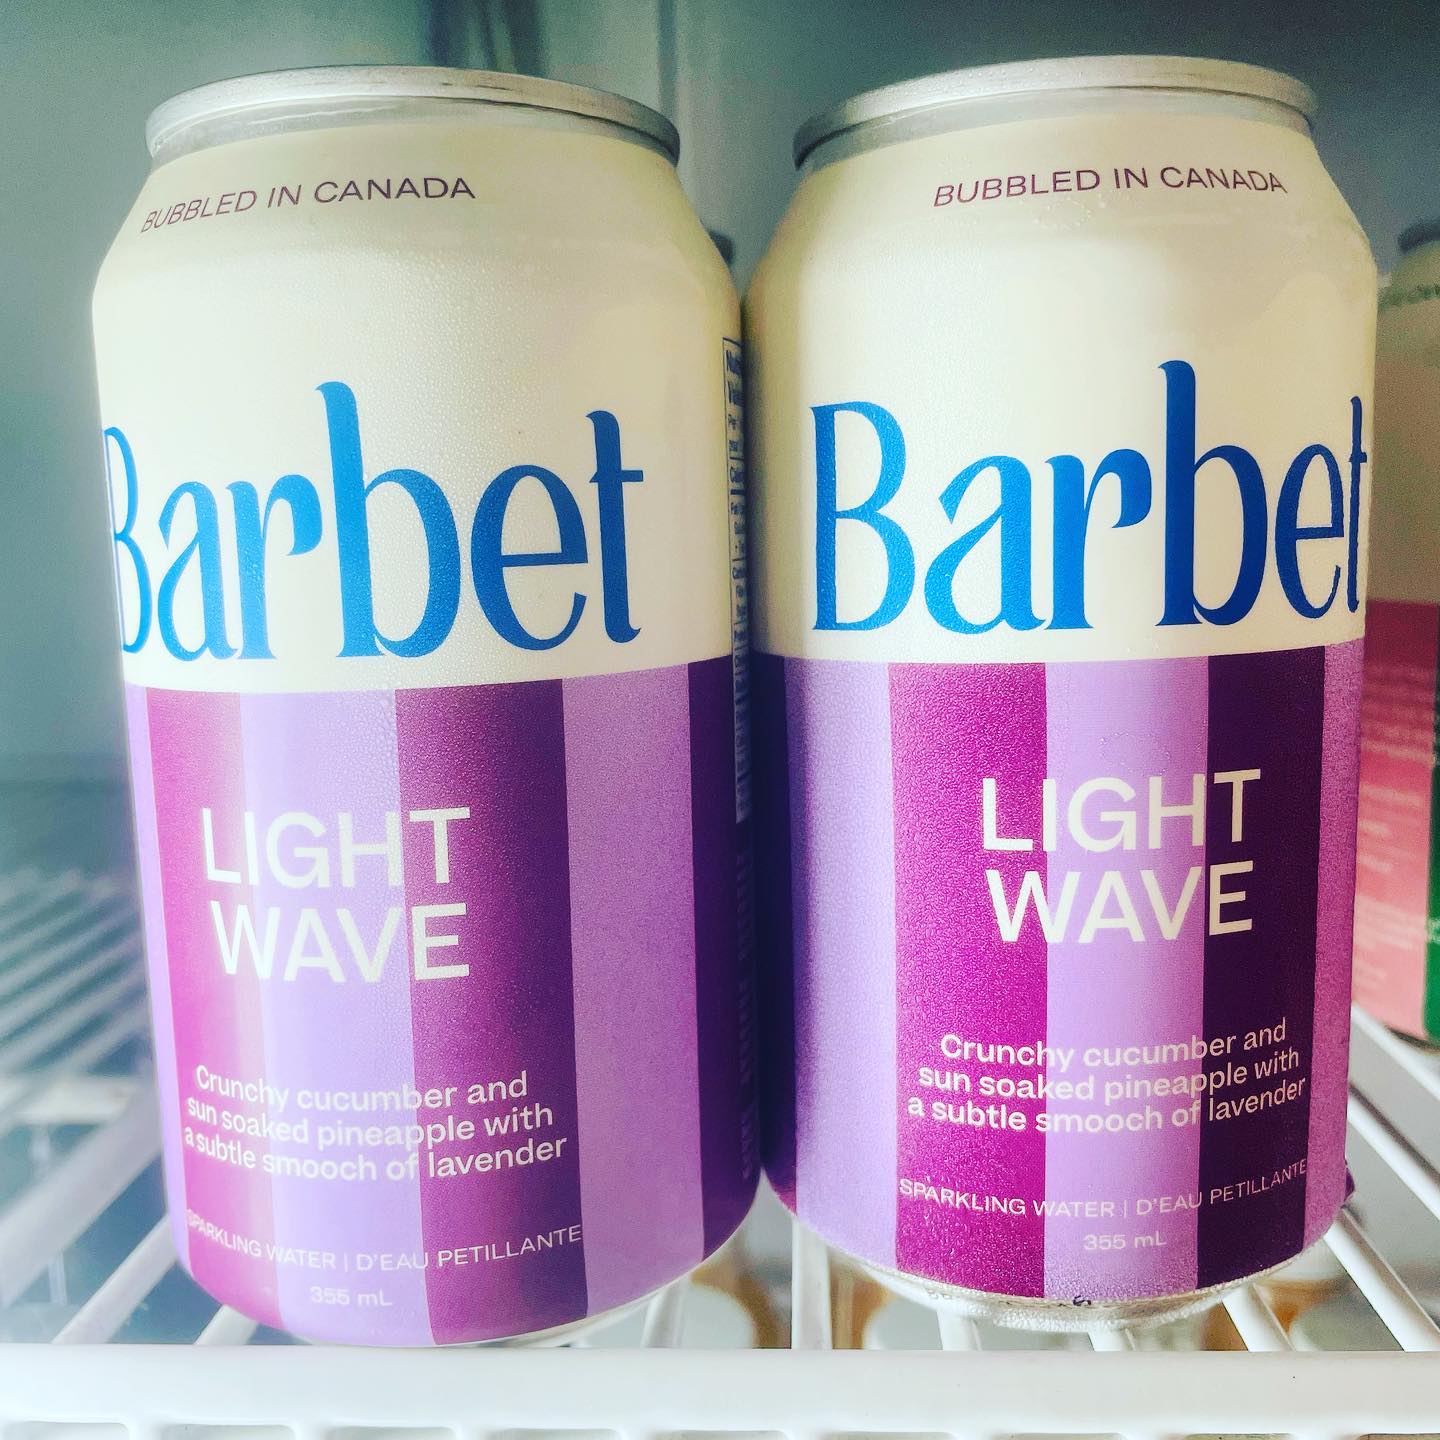 BUBBLED IN CANADA
Barbet
LIGHT
WAVE
Crunchy cucumber and
sun soaked pineapple with
a subtle smooch of lavender
SPARKLING WATER | D'EAU PETILLANTE
355 mL
BUBBLED IN CANADA
Barbet
LIGHT
WAVE
Crunchy cucumber and
sun soaked pineapple with
a subtle smooch of lavender
SPARKLING WATER | D'EAU PETILLANTE
355 mL